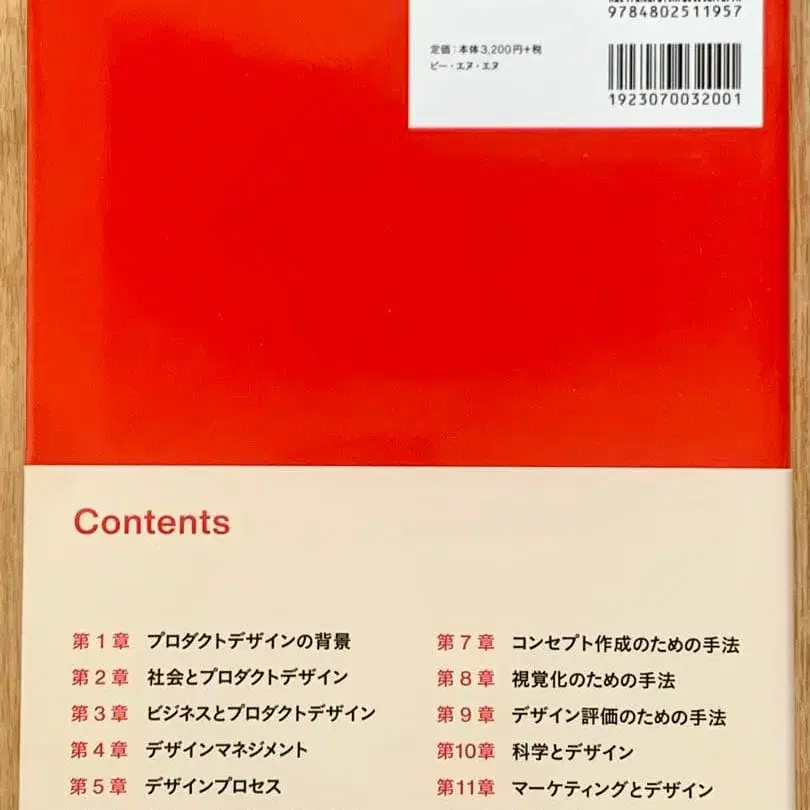 9784802511957
定価：本体3,200円+税
ビー・エヌ・エヌ
1923070032001
Contents
第1章 プロダクトデザインの背景
第2章 社会とプロダクトデザイン
第3章 ビジネスとプロダクトデザイン
第4章 デザインマネジメント
第5章 デザインプロセス
第7章 コンセプト作成のための手法
第8章 視覚化のための手法
第9章 デザイン評価のための手法
第10章 科学とデザイン
第11章 マーケティングとデザイン